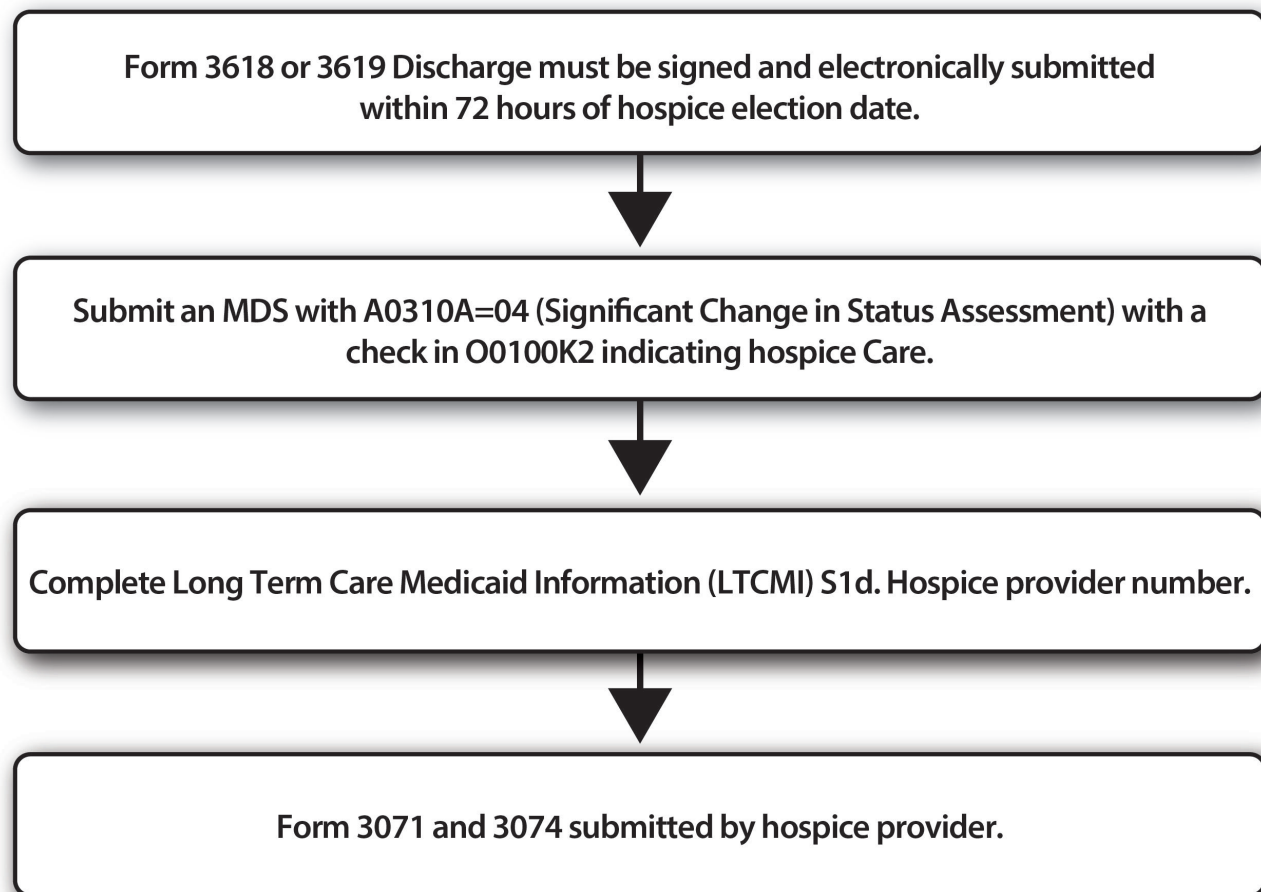 Form 3618 or 3619 Discharge must be signed and electronically submitted
within 72 hours of hospice election date.
Submit an MDS with A0310A=04 (Significant Change in Status Assessment) with a
check in O0100K2 indicating hospice Care.
Complete Long Term Care Medicaid Information (LTCMI) S1d. Hospice provider number.
Form 3071 and 3074 submitted by hospice provider.